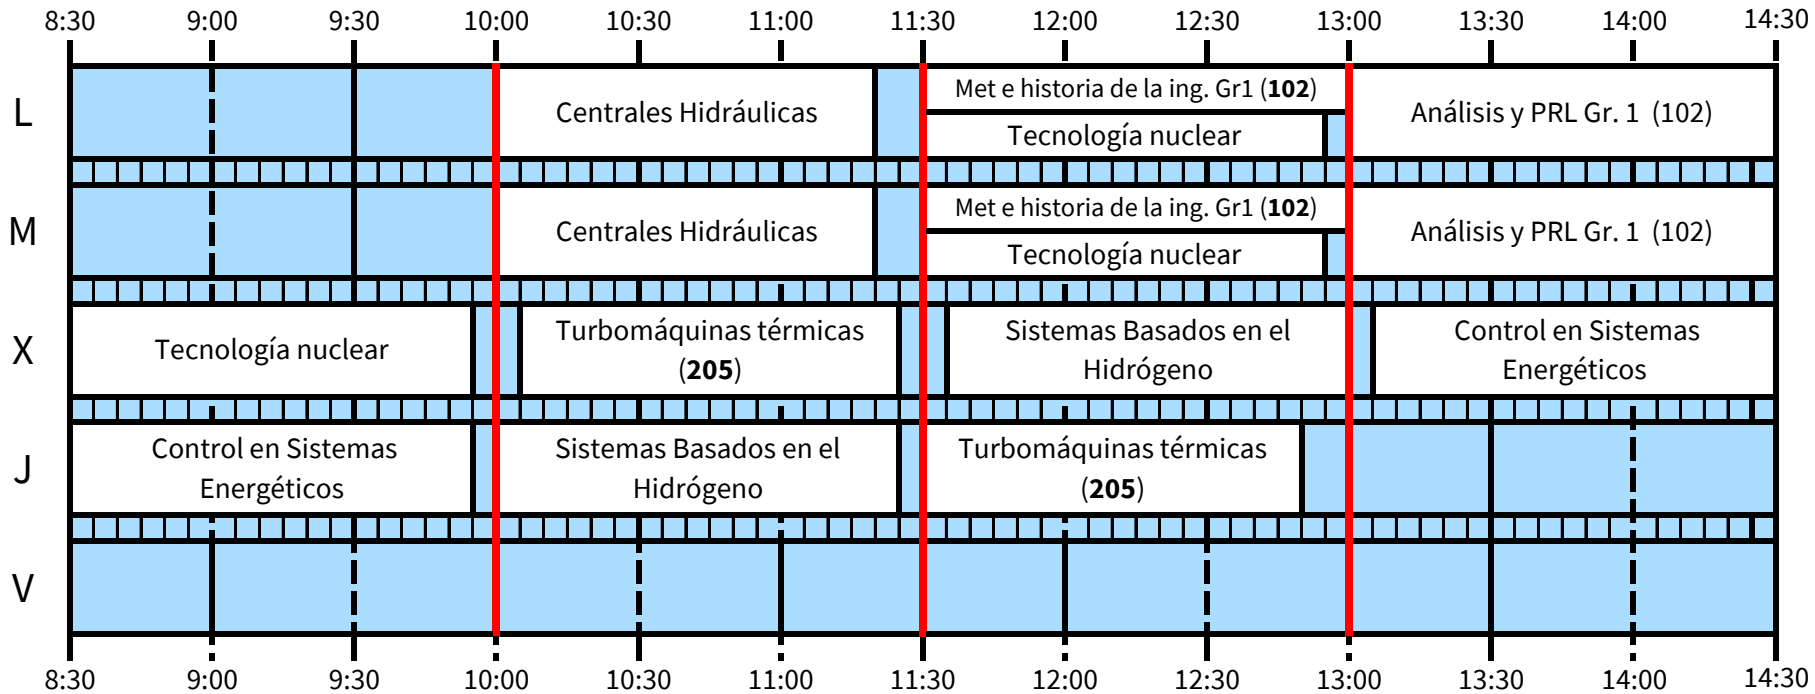 8:30 9:00 9:30 10:00 10:30 11:00 11:30 12:00 12:30 13:00 13:30 14:00 14:30
L
Centrales Hidráulicas
Met e historia de la ing. Gr1 (102)
Tecnología nuclear
Análisis y PRL Gr. 1 (102)
M
Centrales Hidráulicas
Met e historia de la ing. Gr1 (102)
Tecnología nuclear
Análisis y PRL Gr. 1 (102)
X
Tecnología nuclear
Turbomáquinas térmicas
(205)
Sistemas Basados en el
Hidrógeno
Control en Sistemas
Energéticos
J
Control en Sistemas
Energéticos
Sistemas Basados en el
Hidrógeno
Turbomáquinas térmicas
(205)
V
8:30 9:00 9:30 10:00 10:30 11:00 11:30 12:00 12:30 13:00 13:30 14:00 14:30